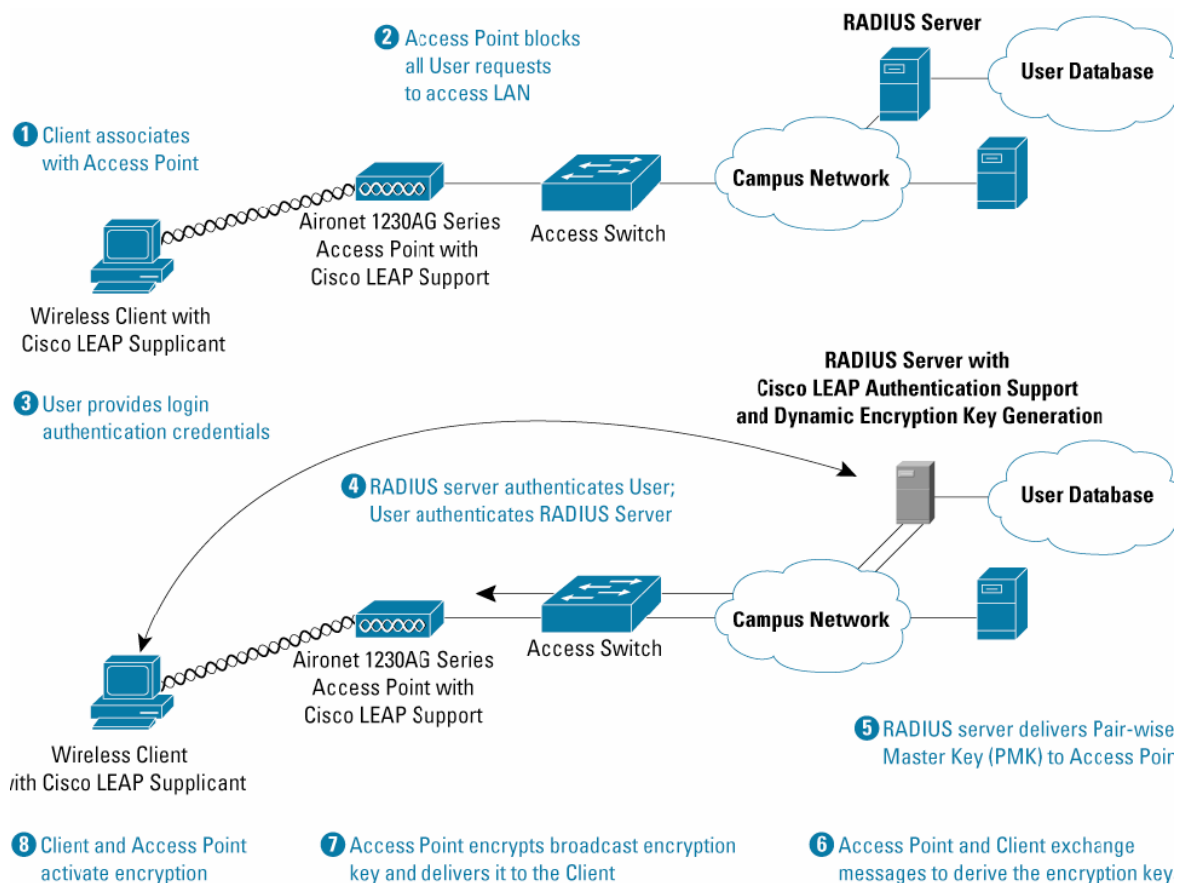 RADIUS Server
2 Access Point blocks
all User requests
to access LAN
User Database
1 Client associates
with Access Point
Campus Network
Aironet 1230AG Series
Access Point with
Cisco LEAP Support
Access Switch
Wireless Client with
Cisco LEAP Supplicant
RADIUS Server with
Cisco LEAP Authentication Support
and Dynamic Encryption Key Generation
3 User provides login
authentication credentials
4 RADIUS server authenticates User;
User authenticates RADIUS Server
User Database
Campus Network
Access Switch
Aironet 1230AG Series
Access Point with
Cisco LEAP Support
Wireless Client
with Cisco LEAP Supplicant
5 RADIUS server delivers Pair-wise
Master Key (PMK) to Access Poin
8 Client and Access Point
activate encryption
7 Access Point encrypts broadcast encryption
key and delivers it to the Client
6 Access Point and Client exchange
messages to derive the encryption key